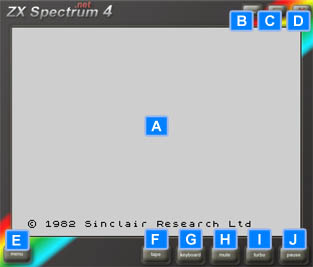 .net
ZX Spectrum 4
B C D
A
© 1982 Sinclair Research Ltd
E F G H I J
menu tape keyboard mute turbo pause